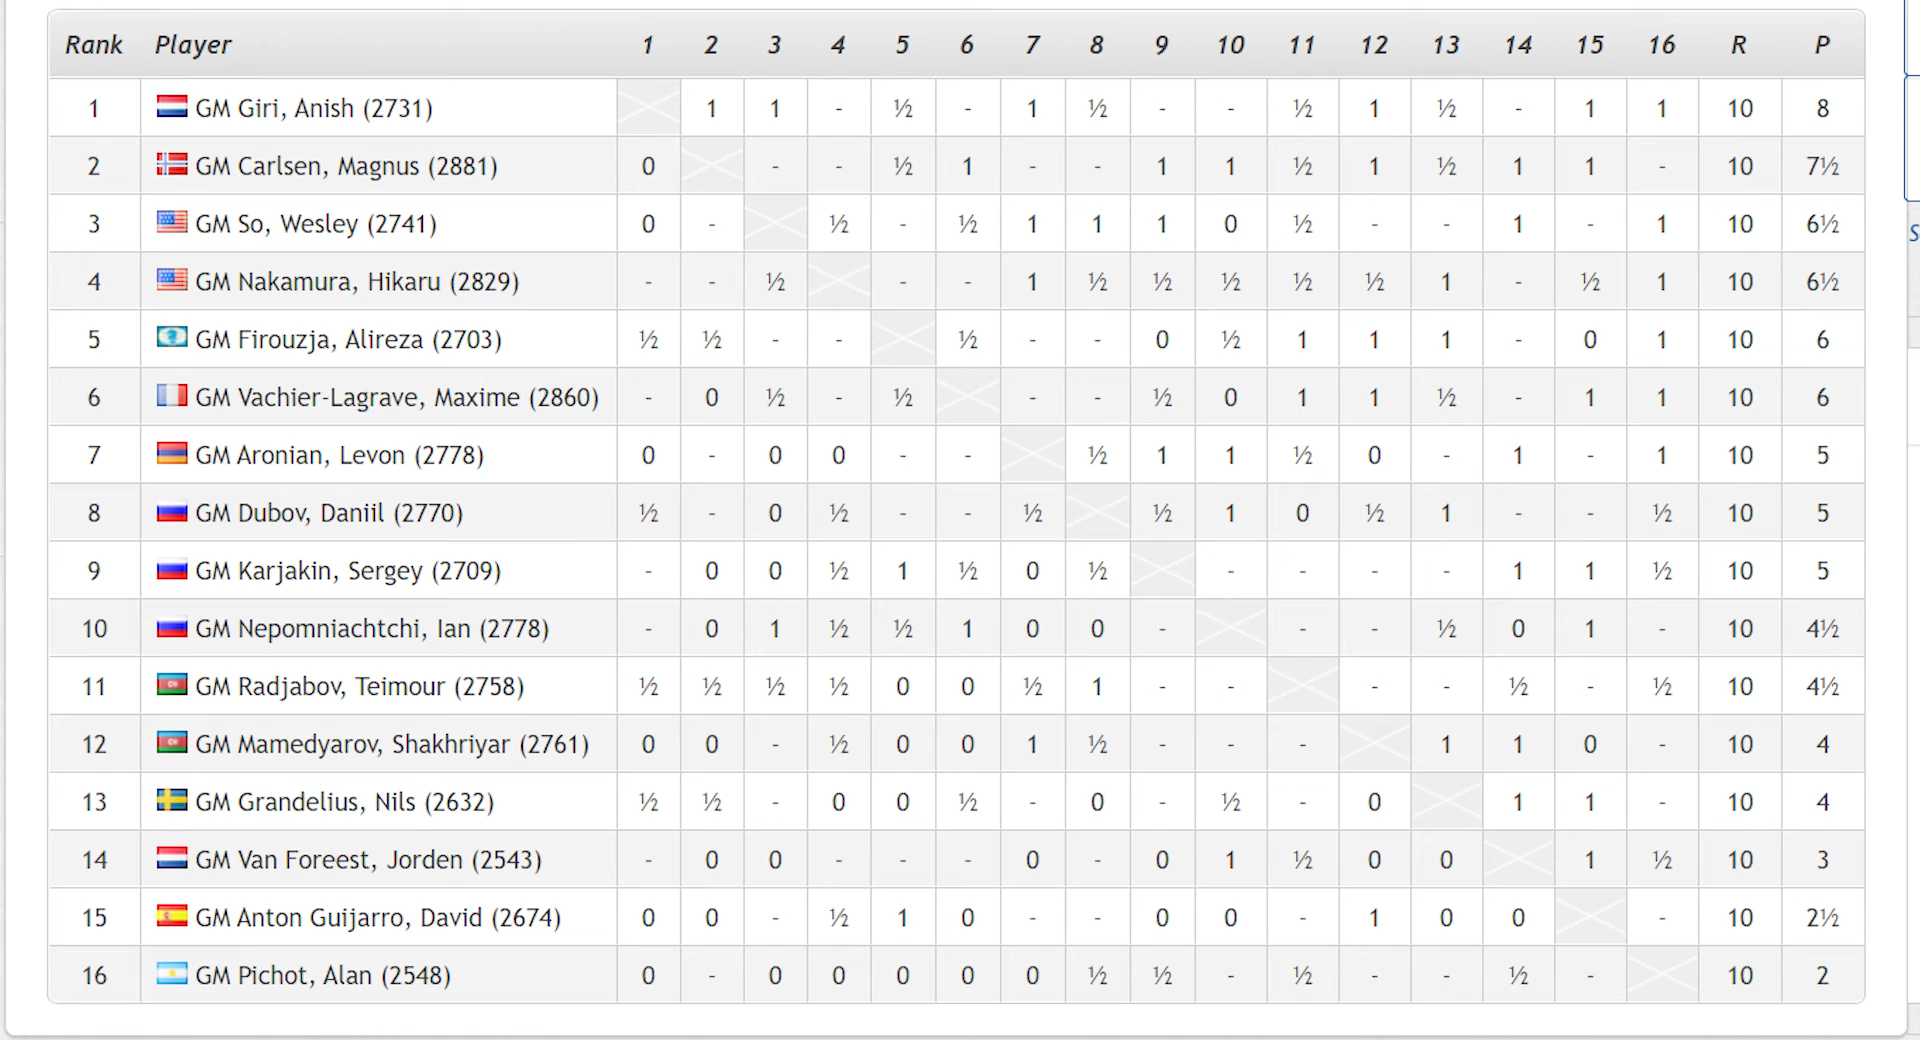 Rank Player 1 2 3 4 5 6 7 8 9 10 11 12 13 14 15 16 R P
1 GM Giri, Anish (2731) 1 1 - ½ - 1 ½ - - ½ 1 ½ - 1 1 10 8
2 GM Carlsen, Magnus (2881) 0 - - ½ 1 - - 1 1 ½ 1 ½ 1 1 - 10 7½
3 GM So, Wesley (2741) 0 - ½ - ½ 1 1 1 0 ½ - - 1 - 1 10 6½
4 GM Nakamura, Hikaru (2829) - - ½ - - 1 ½ ½ ½ ½ ½ 1 - ½ 1 10 6½
5 GM Firouzja, Alireza (2703) ½ ½ - - ½ - - 0 ½ 1 1 1 - 0 1 10 6
6 GM Vachier-Lagrave, Maxime (2860) - 0 ½ - ½ - - ½ 0 1 1 ½ - 1 1 10 6
7 GM Aronian, Levon (2778) 0 - 0 0 - - ½ 1 1 ½ 0 - 1 - 1 10 5
8 GM Dubov, Daniil (2770) ½ - 0 ½ - - ½ ½ 1 0 ½ 1 - - ½ 10 5
9 GM Karjakin, Sergey (2709) - 0 0 ½ 1 ½ 0 ½ - - - - 1 1 ½ 10 5
10 GM Nepomniachtchi, Ian (2778) - 0 1 ½ ½ 1 0 0 - - - ½ 0 1 - 10 4½
11 GM Radjabov, Teimour (2758) ½ ½ ½ ½ 0 0 ½ 1 - - - - ½ - ½ 10 4½
12 GM Mamedyarov, Shakhriyar (2761) 0 0 - ½ 0 0 1 ½ - - - 1 1 0 - 10 4
13 GM Grandelius, Nils (2632) ½ ½ - 0 0 ½ - 0 - ½ - 0 1 1 - 10 4
14 GM Van Foreest, Jorden (2543) - 0 0 - - - 0 - 0 1 ½ 0 0 1 ½ 10 3
15 GM Anton Guijarro, David (2674) 0 0 - ½ 1 0 - - 0 0 - 1 0 0 - 10 2½
16 GM Pichot, Alan (2548) 0 - 0 0 0 0 0 ½ ½ - ½ - - ½ - 10 2